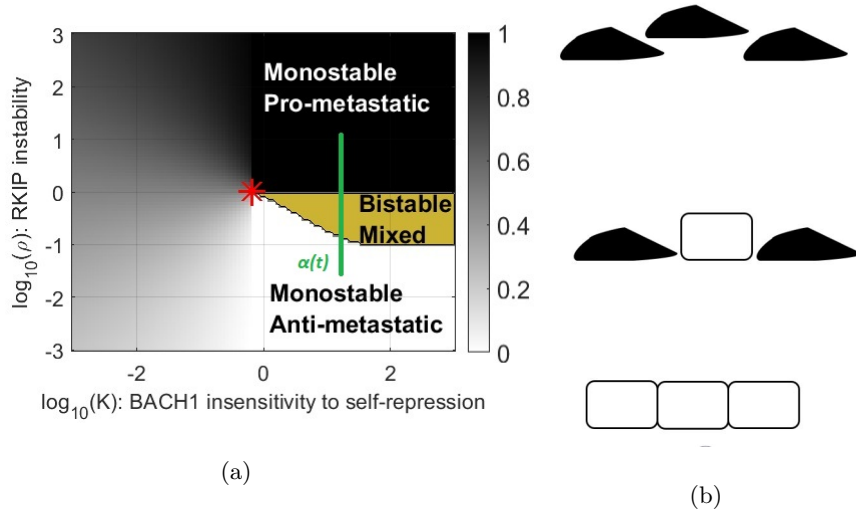 3
2
1
0
-1
-2
-3
log10(ρ): RKIP instability
Monostable
Pro-metastatic
Bistable
Mixed
α(t)
Monostable
Anti-metastatic
-2
0
2
log10(K): BACH1 insensitivity to self-repression
1
0.8
0.6
0.4
0.2
0
(a)
(b)